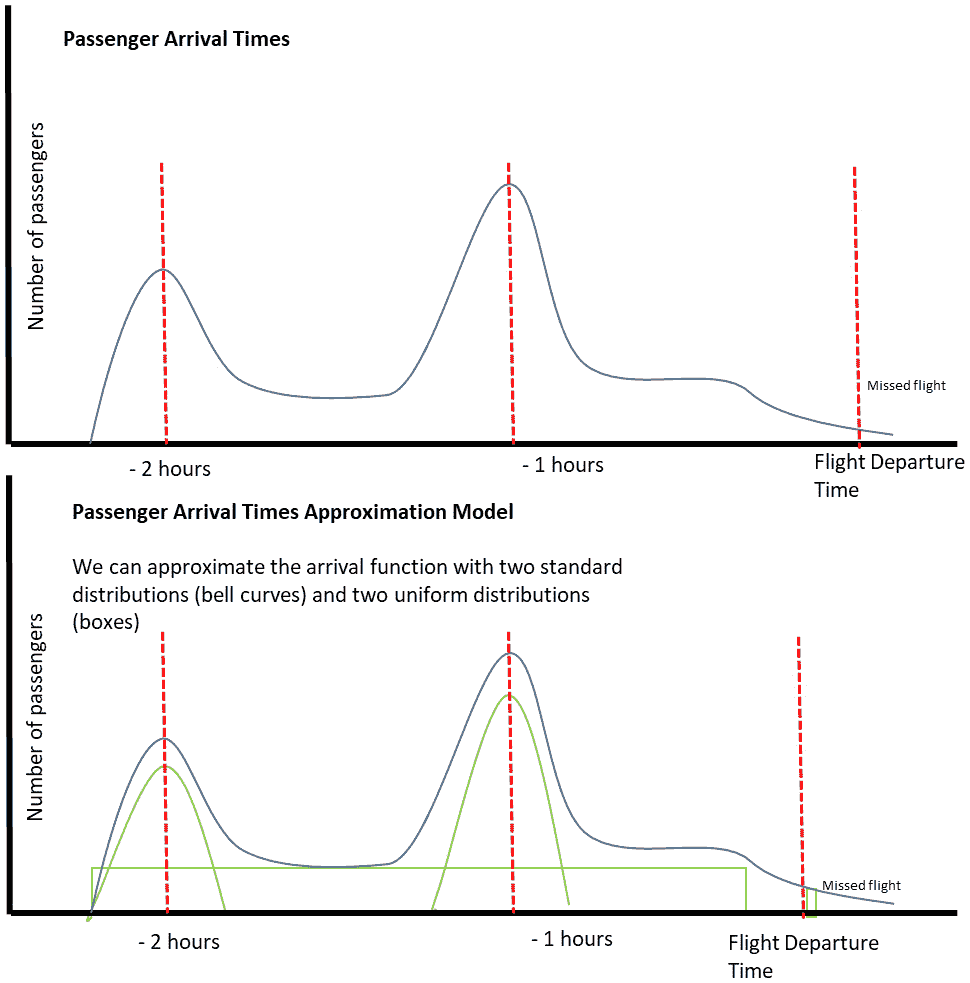 Passenger Arrival Times
Number of passengers
Missed flight
- 2 hours
- 1 hours
Flight Departure
Time
Passenger Arrival Times Approximation Model
We can approximate the arrival function with two standard
distributions (bell curves) and two uniform distributions
(boxes)
Number of passengers
Missed flight
- 2 hours
- 1 hours
Flight Departure
Time